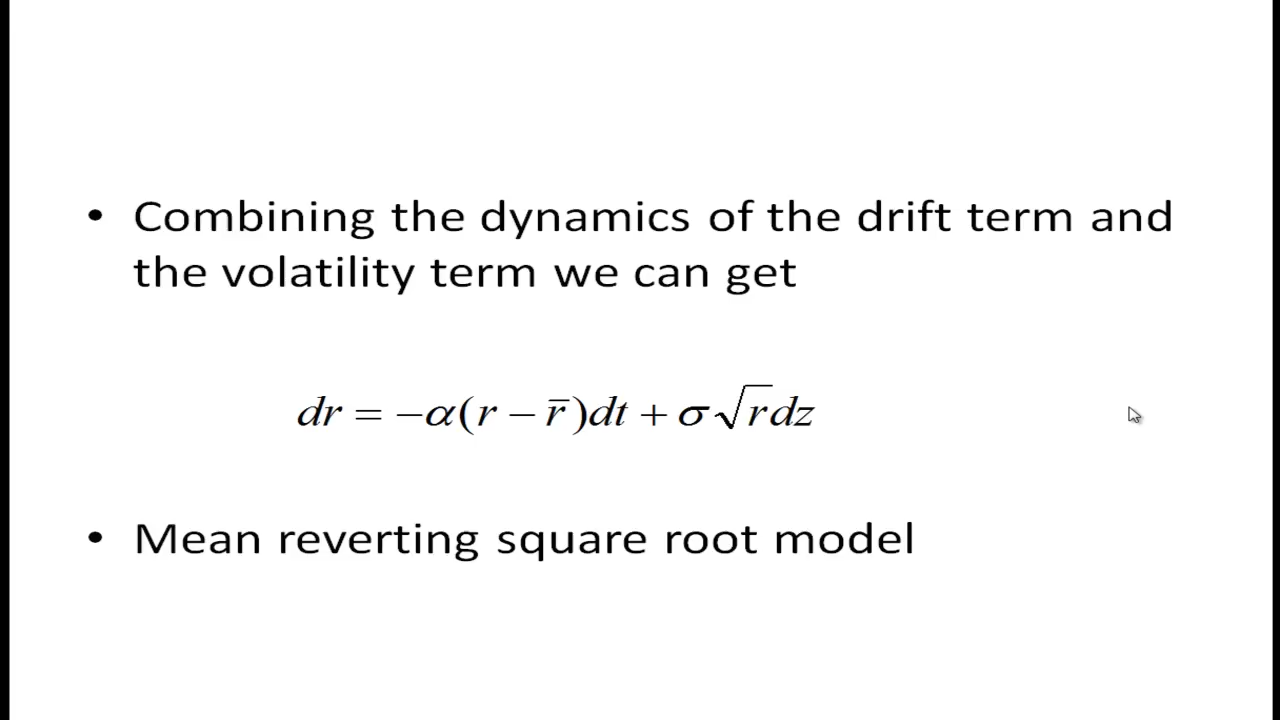 • Combining the dynamics of the drift term and
the volatility term we can get
dr = −α(r − r̅)dt + σ√r dz
• Mean reverting square root model